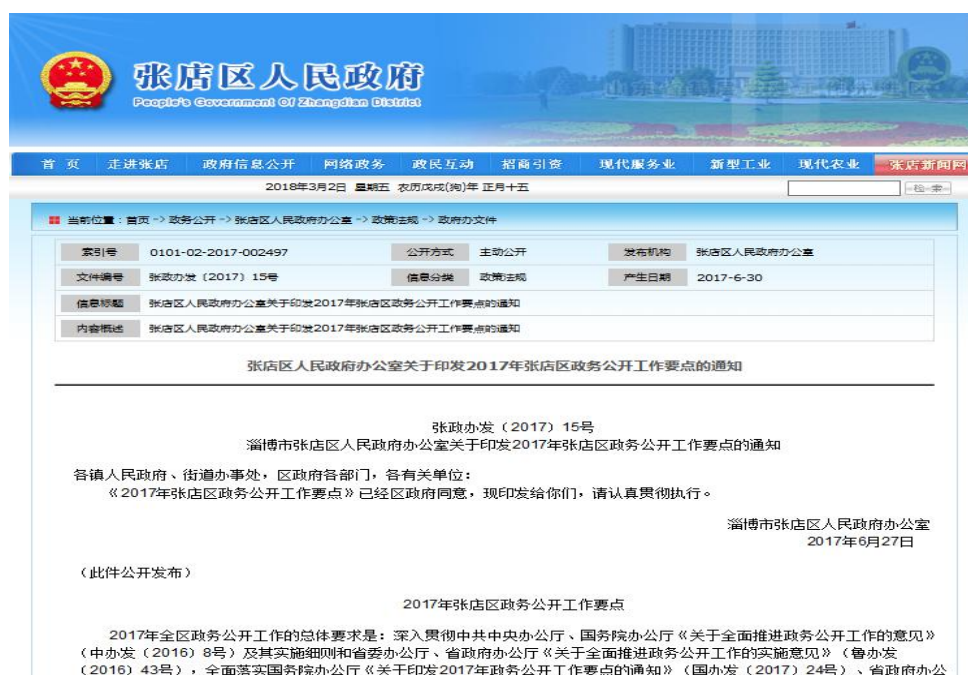 张店区人民政府
People's Government Of Zhangdian District
首 页 走进张店 政府信息公开 网络政务 政民互动 招商引资 现代服务业 新型工业 现代农业 张店新闻网
2018年3月2日 星期五 农历戊戌(狗)年 正月十五 检 索
当前位置：首页 -> 政务公开 -> 张店区人民政府办公室 -> 政策法规 -> 政府办文件
索引号 0101-02-2017-002497 公开方式 主动公开 发布机构 张店区人民政府办公室
文件编号 张政办发〔2017〕15号 信息分类 政策法规 产生日期 2017-6-30
信息标题 张店区人民政府办公室关于印发2017年张店区政务公开工作要点的通知
内容概述 张店区人民政府办公室关于印发2017年张店区政务公开工作要点的通知
张店区人民政府办公室关于印发2017年张店区政务公开工作要点的通知
张政办发（2017）15号
淄博市张店区人民政府办公室关于印发2017年张店区政务公开工作要点的通知
各镇人民政府、街道办事处，区政府各部门，各有关单位：
《2017年张店区政务公开工作要点》已经区政府同意，现印发给你们，请认真贯彻执行。
淄博市张店区人民政府办公室
2017年6月27日
（此件公开发布）
2017年张店区政务公开工作要点
2017年全区政务公开工作的总体要求是：深入贯彻中共中央办公厅、国务院办公厅《关于全面推进政务公开工作的意见》
（中办发（2016）8号）及其实施细则和省委办公厅、省政府办公厅《关于全面推进政务公开工作的实施意见》（鲁办发
（2016）43号），全面落实国务院办公厅《关于印发2017年政务公开工作要点的通知》（国办发（2017）24号）、省政府办公